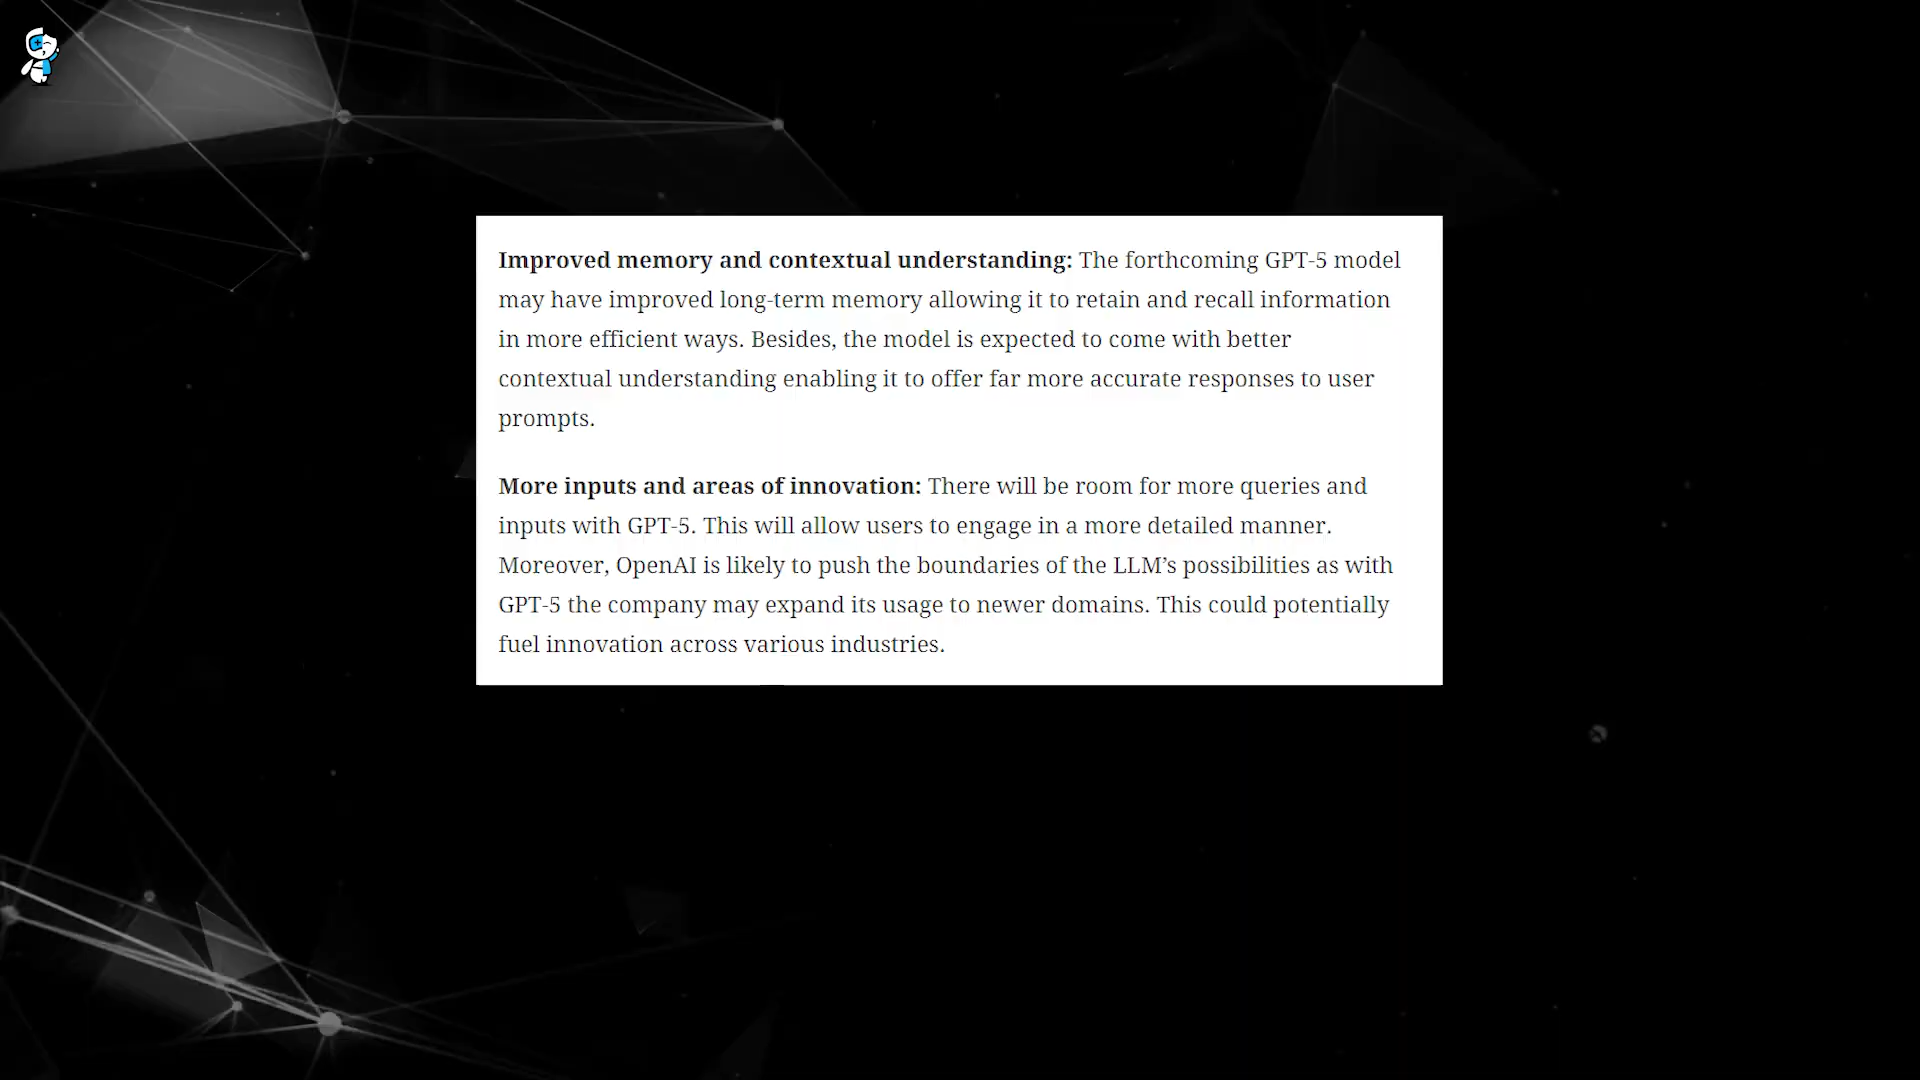 Improved memory and contextual understanding: The forthcoming GPT-5 model
may have improved long-term memory allowing it to retain and recall information
in more efficient ways. Besides, the model is expected to come with better
contextual understanding enabling it to offer far more accurate responses to user
prompts.
More inputs and areas of innovation: There will be room for more queries and
inputs with GPT-5. This will allow users to engage in a more detailed manner.
Moreover, OpenAI is likely to push the boundaries of the LLM’s possibilities as with
GPT-5 the company may expand its usage to newer domains. This could potentially
fuel innovation across various industries.